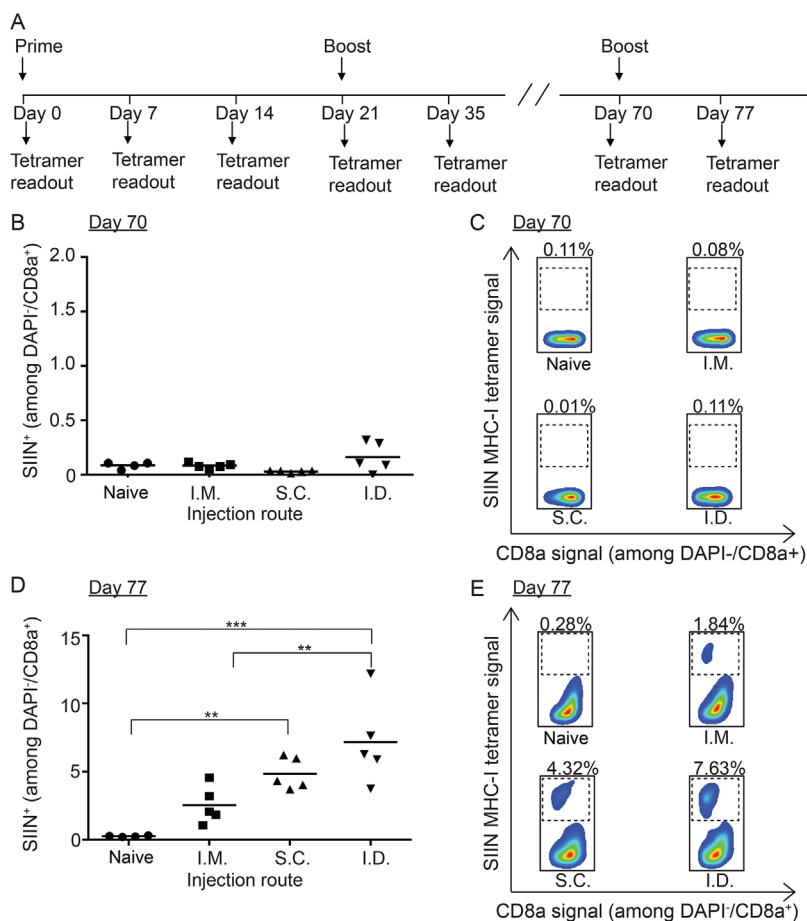 A
Prime
Boost
Boost
//
Day 0
Day 7
Day 14
Day 21
Day 35
Day 70
Day 77
Tetramer
readout
Tetramer
readout
Tetramer
readout
Tetramer
readout
Tetramer
readout
Tetramer
readout
Tetramer
readout
B
Day 70
SIIN⁺ (among DAPI⁻/CD8a⁺)
2.0
1.5
1.0
0.5
0
Naive
I.M.
S.C.
I.D.
Injection route
C
Day 70
SIIN MHC-I tetramer signal
0.11%
0.08%
Naive
I.M.
0.01%
0.11%
S.C.
I.D.
CD8a signal (among DAPI-/CD8a+)
D
Day 77
SIIN⁺ (among DAPI⁻/CD8a⁺)
15
10
5
0
***
**
**
Naive
I.M.
S.C.
I.D.
Injection route
E
Day 77
SIIN MHC-I tetramer signal
0.28%
1.84%
Naive
I.M.
4.32%
7.63%
S.C.
I.D.
CD8a signal (among DAPI⁻/CD8a⁺)